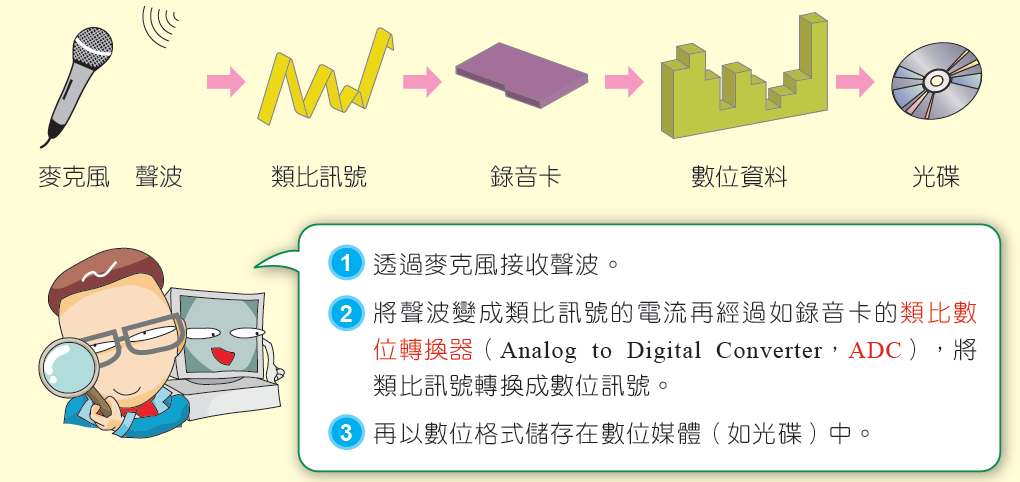 麥克風 聲波 類比訊號 錄音卡 數位資料 光碟
1 透過麥克風接收聲波。
2 將聲波變成類比訊號的電流再經過如錄音卡的類比數
位轉換器（Analog to Digital Converter，ADC），將
類比訊號轉換成數位訊號。
3 再以數位格式儲存在數位媒體（如光碟）中。